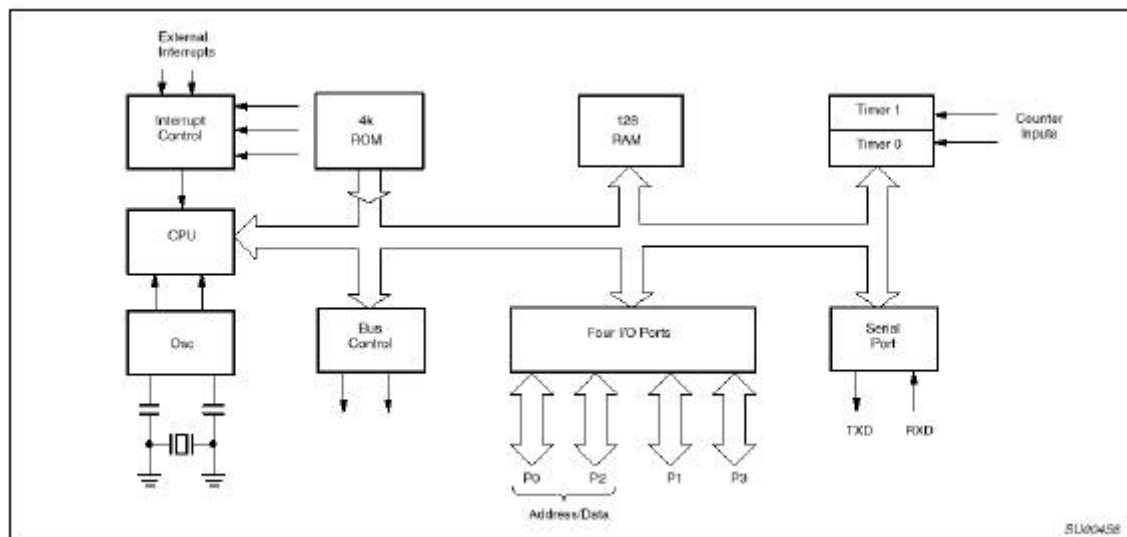 External
Interrupts
Interrupt
Control
4k
ROM
128
RAM
Timer 1
Timer 0
Counter
Inputs
CPU
Osc
Bus
Control
Four I/O Ports
Serial
Port
TXD
RXD
P0
P2
P1
P3
Address/Data
SU00458